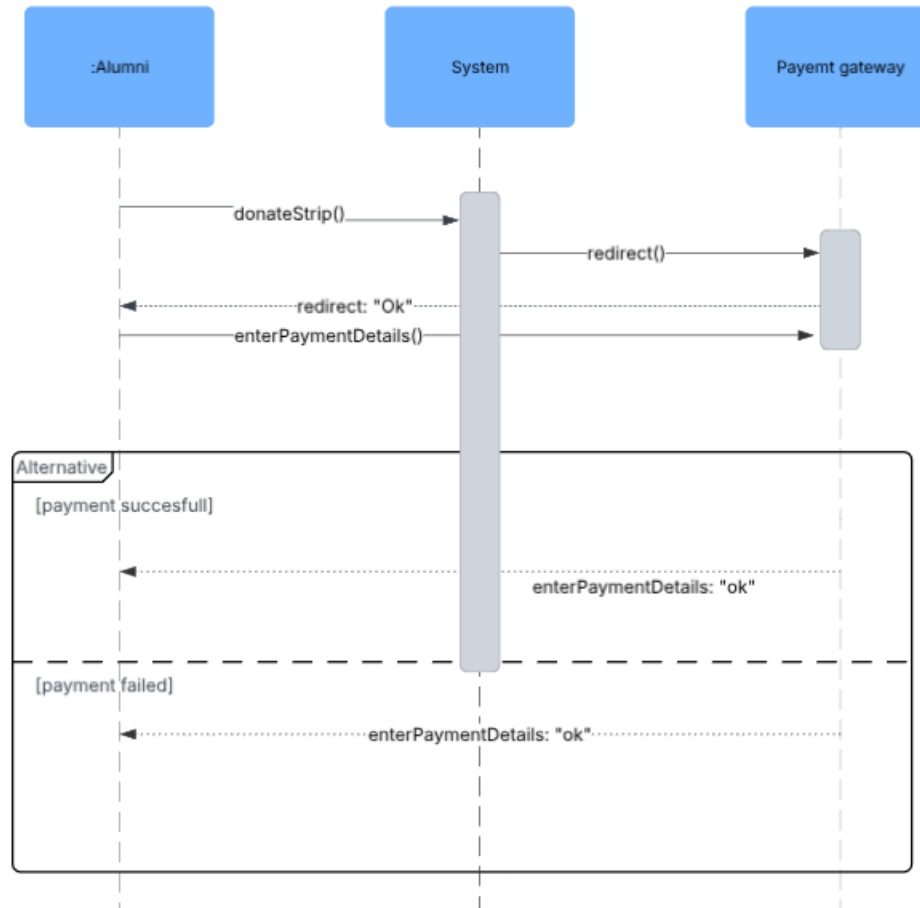 :Alumni
System
Payemt gateway
donateStrip()
redirect()
redirect: "Ok"
enterPaymentDetails()
Alternative
[payment succesfull]
enterPaymentDetails: "ok"
[payment failed]
enterPaymentDetails: "ok"